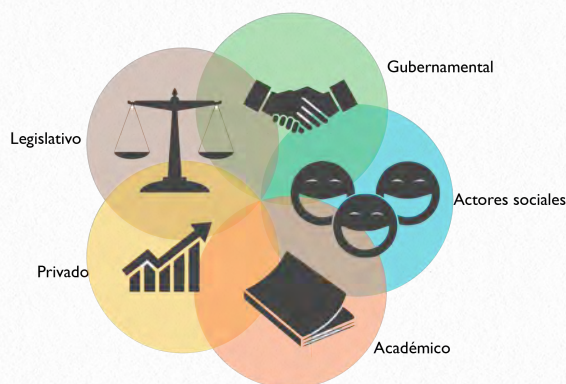 Gubernamental
Legislativo
Actores sociales
Privado
Académico